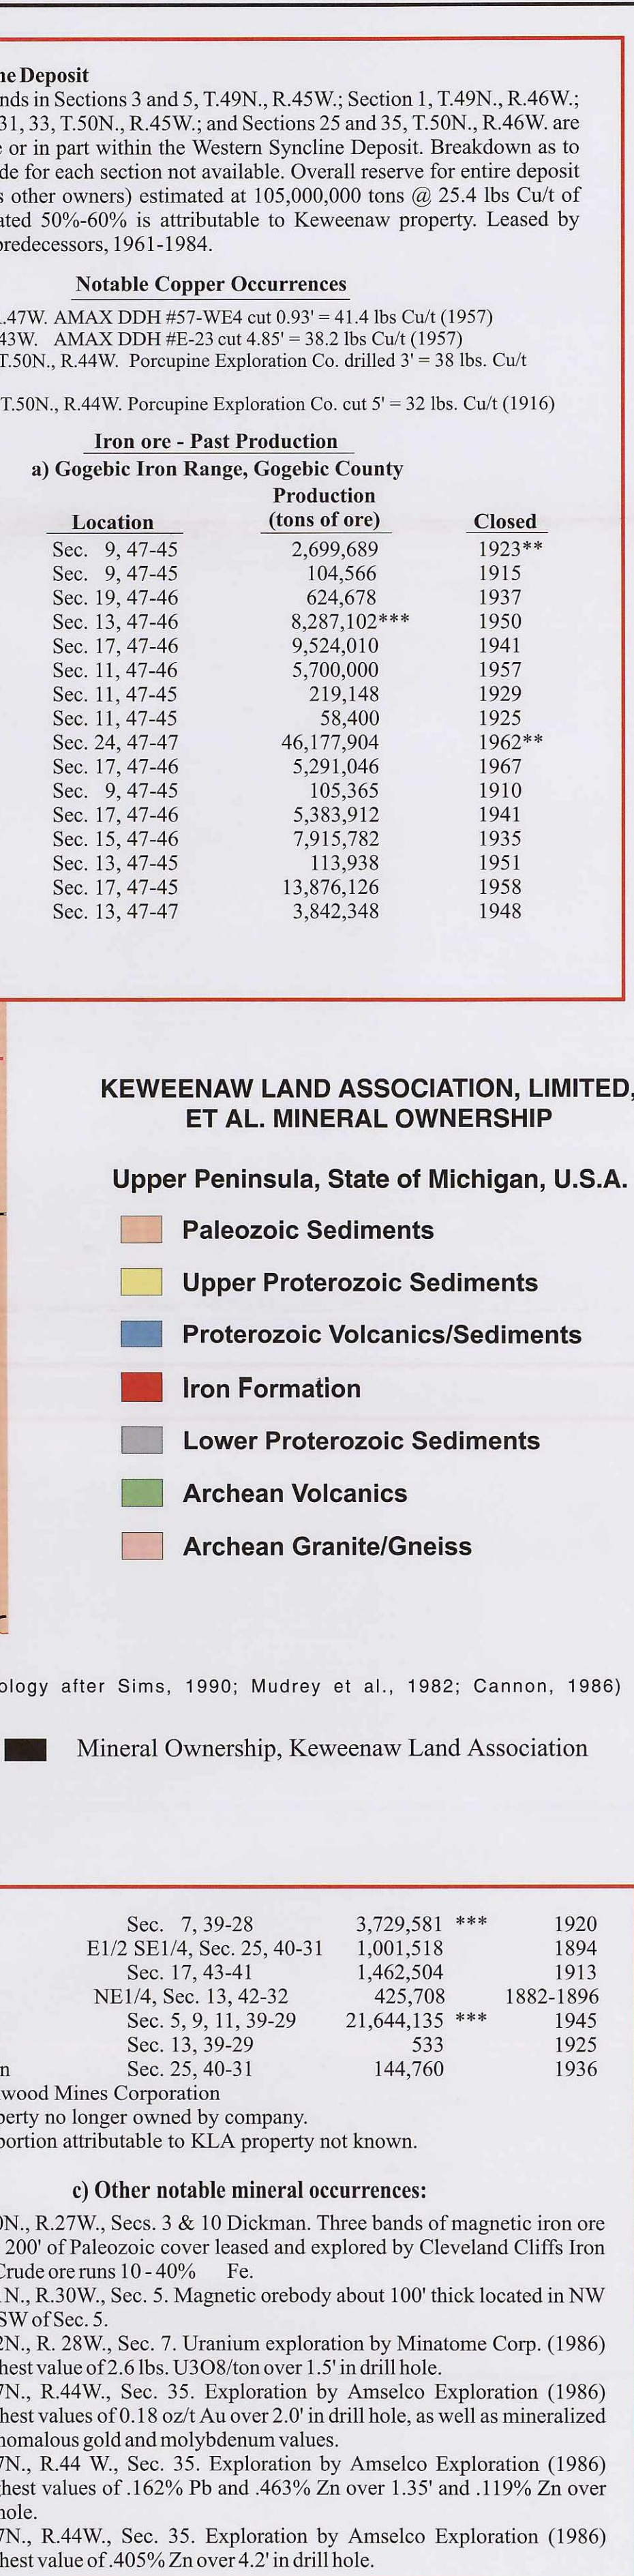 ne Deposit
nds in Sections 3 and 5, T.49N., R.45W.; Section 1, T.49N., R.46W.;
31, 33, T.50N., R.45W.; and Sections 25 and 35, T.50N., R.46W. are
e or in part within the Western Syncline Deposit. Breakdown as to
de for each section not available. Overall reserve for entire deposit
s other owners) estimated at 105,000,000 tons @ 25.4 lbs Cu/t of
ated 50%-60% is attributable to Keweenaw property. Leased by
predecessors, 1961-1984.
Notable Copper Occurrences
.47W. AMAX DDH #57-WE4 cut 0.93' = 41.4 lbs Cu/t (1957)
43W. AMAX DDH #E-23 cut 4.85' = 38.2 lbs Cu/t (1957)
T.50N., R.44W. Porcupine Exploration Co. drilled 3' = 38 lbs. Cu/t
T.50N., R.44W. Porcupine Exploration Co. cut 5' = 32 lbs. Cu/t (1916)
Iron ore - Past Production
a) Gogebic Iron Range, Gogebic County
Production
Location (tons of ore) Closed
Sec. 9, 47-45 2,699,689 1923**
Sec. 9, 47-45 104,566 1915
Sec. 19, 47-46 624,678 1937
Sec. 13, 47-46 8,287,102*** 1950
Sec. 17, 47-46 9,524,010 1941
Sec. 11, 47-46 5,700,000 1957
Sec. 11, 47-45 219,148 1929
Sec. 11, 47-45 58,400 1925
Sec. 24, 47-47 46,177,904 1962**
Sec. 17, 47-46 5,291,046 1967
Sec. 9, 47-45 105,365 1910
Sec. 17, 47-46 5,383,912 1941
Sec. 15, 47-46 7,915,782 1935
Sec. 13, 47-45 113,938 1951
Sec. 17, 47-45 13,876,126 1958
Sec. 13, 47-47 3,842,348 1948
KEWEENAW LAND ASSOCIATION, LIMITED,
ET AL. MINERAL OWNERSHIP
Upper Peninsula, State of Michigan, U.S.A.
Paleozoic Sediments
Upper Proterozoic Sediments
Proterozoic Volcanics/Sediments
Iron Formation
Lower Proterozoic Sediments
Archean Volcanics
Archean Granite/Gneiss
ology after Sims, 1990; Mudrey et al., 1982; Cannon, 1986)
Mineral Ownership, Keweenaw Land Association
Sec. 7, 39-28 3,729,581 *** 1920
E1/2 SE1/4, Sec. 25, 40-31 1,001,518 1894
Sec. 17, 43-41 1,462,504 1913
NE1/4, Sec. 13, 42-32 425,708 1882-1896
Sec. 5, 9, 11, 39-29 21,644,135 *** 1945
Sec. 13, 39-29 533 1925
n Sec. 25, 40-31 144,760 1936
wood Mines Corporation
perty no longer owned by company.
portion attributable to KLA property not known.
c) Other notable mineral occurrences:
0N., R.27W., Secs. 3 & 10 Dickman. Three bands of magnetic iron ore
200' of Paleozoic cover leased and explored by Cleveland Cliffs Iron
Crude ore runs 10 - 40% Fe.
1N., R.30W., Sec. 5. Magnetic orebody about 100' thick located in NW
SW of Sec. 5.
2N., R. 28W., Sec. 7. Uranium exploration by Minatome Corp. (1986)
hest value of 2.6 lbs. U3O8/ton over 1.5' in drill hole.
7N., R.44W., Sec. 35. Exploration by Amselco Exploration (1986)
hest values of 0.18 oz/t Au over 2.0' in drill hole, as well as mineralized
nomalous gold and molybdenum values.
7N., R.44 W., Sec. 35. Exploration by Amselco Exploration (1986)
ghest values of .162% Pb and .463% Zn over 1.35' and .119% Zn over
hole.
7N., R.44W., Sec. 35. Exploration by Amselco Exploration (1986)
hest value of .405% Zn over 4.2' in drill hole.